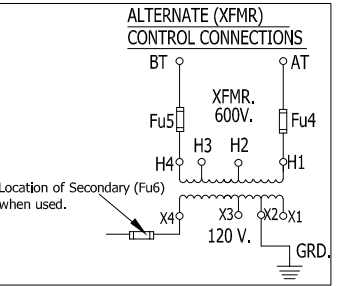 ALTERNATE (XFMR)
CONTROL CONNECTIONS
BT AT
XFMR.
600V.
Fu5 Fu4
H3 H2
H4 H1
Location of Secondary (Fu6)
when used.
X4 X3 X2 X1
120 V.
GRD.